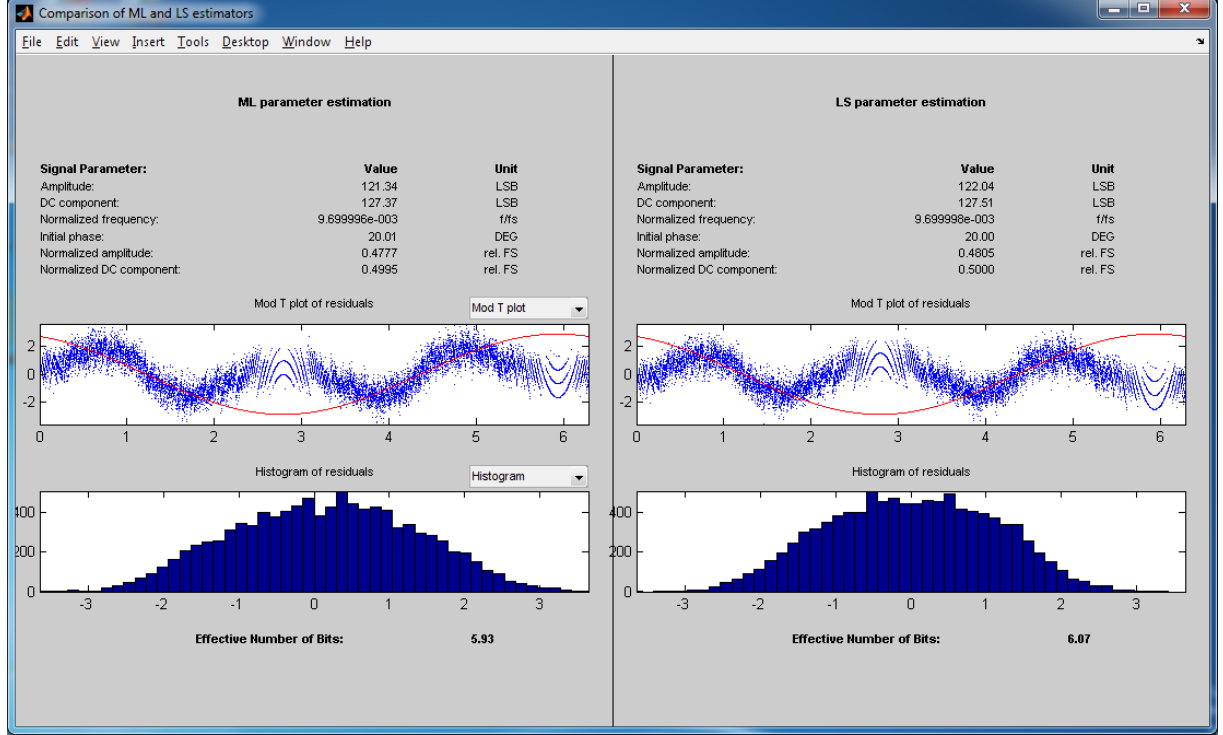 Comparison of ML and LS estimators
File Edit View Insert Tools Desktop Window Help
ML parameter estimation
Signal Parameter: Value Unit
Amplitude: 121.34 LSB
DC component: 127.37 LSB
Normalized frequency: 9.699996e-003 f/fs
Initial phase: 20.01 DEG
Normalized amplitude: 0.4777 rel. FS
Normalized DC component: 0.4995 rel. FS
Mod T plot of residuals
Mod T plot
2
0
-2
0 1 2 3 4 5 6
Histogram of residuals
Histogram
400
200
0
-3 -2 -1 0 1 2 3
Effective Number of Bits: 5.93
LS parameter estimation
Signal Parameter: Value Unit
Amplitude: 122.04 LSB
DC component: 127.51 LSB
Normalized frequency: 9.699998e-003 f/fs
Initial phase: 20.00 DEG
Normalized amplitude: 0.4805 rel. FS
Normalized DC component: 0.5000 rel. FS
Mod T plot of residuals
2
0
-2
0 1 2 3 4 5 6
Histogram of residuals
400
200
0
-3 -2 -1 0 1 2 3
Effective Number of Bits: 6.07